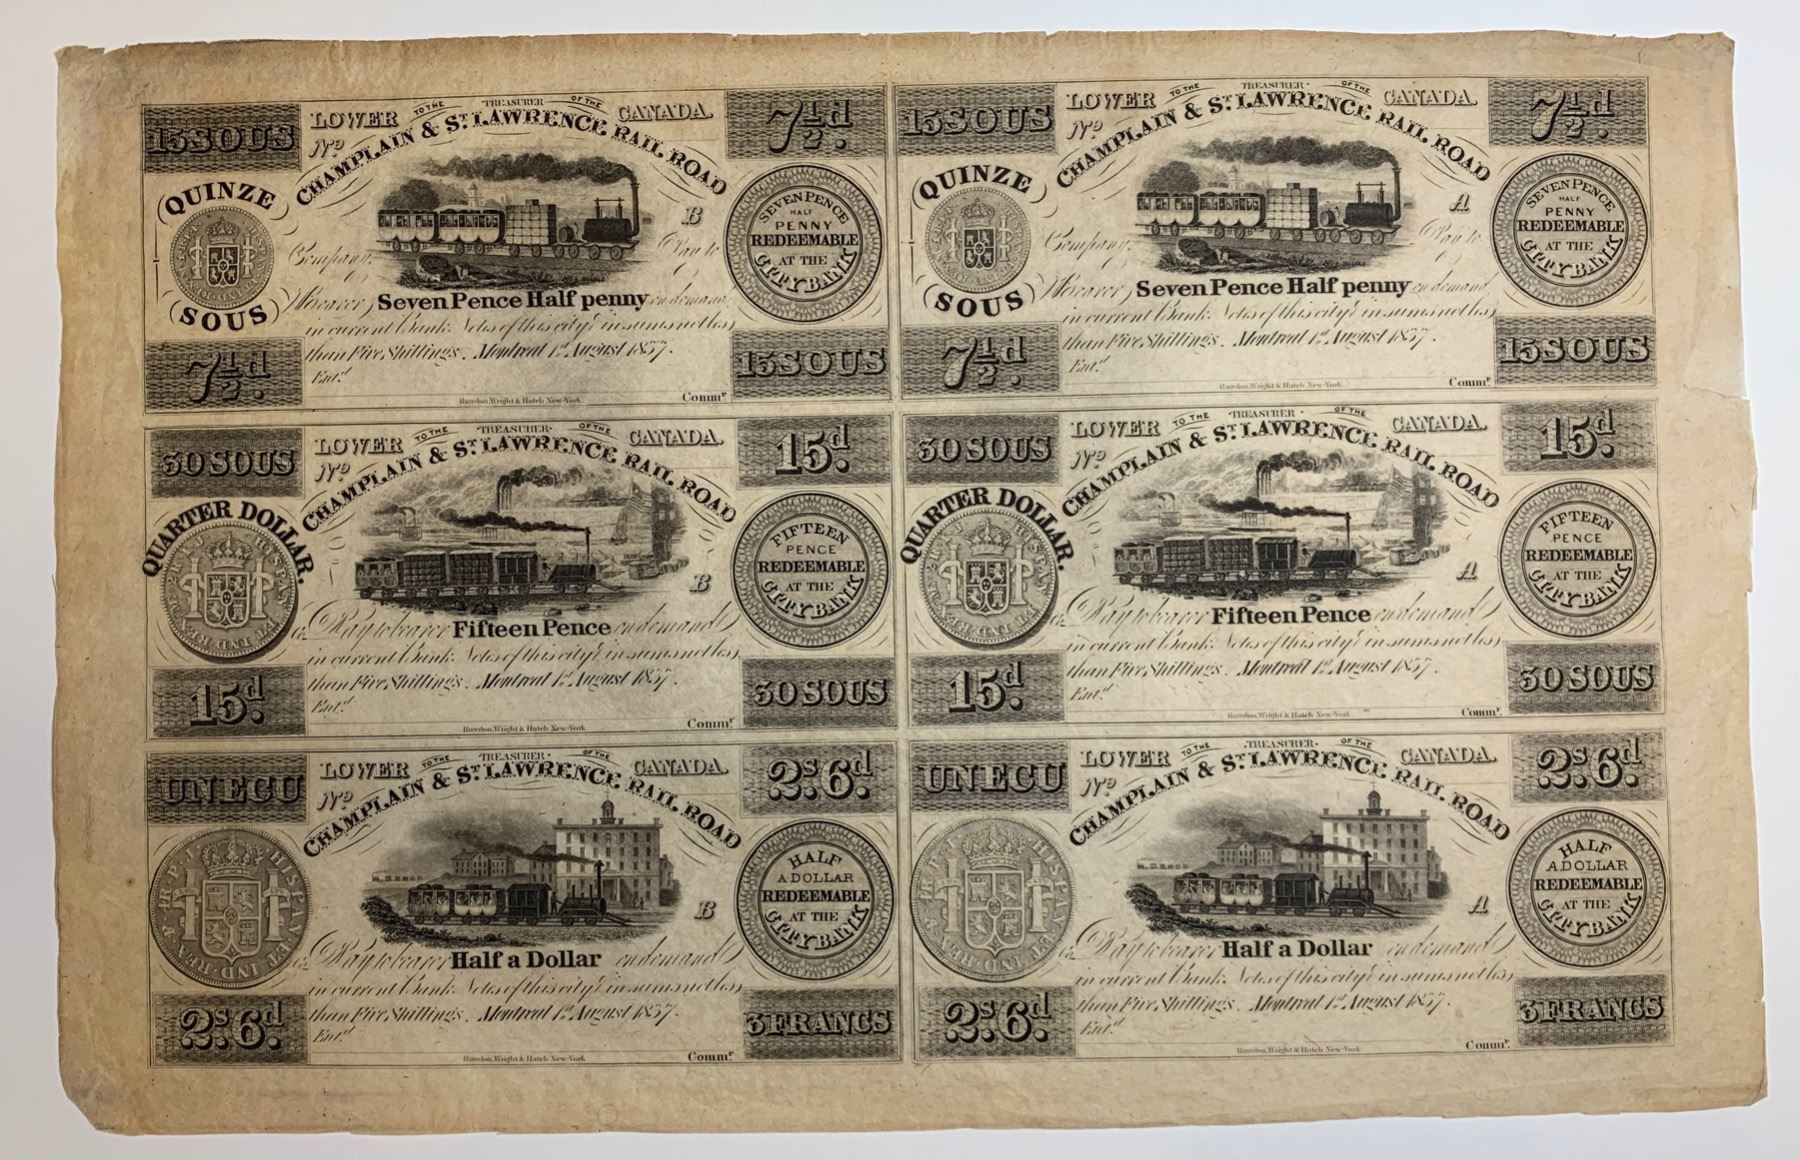 15 SOUS
LOWER TO THE TREASURER OF THE CANADA.
7½d.
No
CHAMPLAIN & ST. LAWRENCE RAIL ROAD
QUINZE
SOUS
B
Company, Pay to
Bearer, Seven Pence Half penny on demand
in current Bank Notes of this city in sums not less
than Five Shillings. Montreal 1st August 1837.
Entd.
SEVEN PENCE
HALF
PENNY
REDEEMABLE
AT THE
CITY BANK
7½d.
Rawdon, Wright & Hatch New-York.
Commr.
15 SOUS
15 SOUS
LOWER TO THE TREASURER OF THE CANADA.
7½d.
No
CHAMPLAIN & ST. LAWRENCE RAIL ROAD
QUINZE
SOUS
A
Company, Pay to
Bearer, Seven Pence Half penny on demand
in current Bank Notes of this city in sums not less
than Five Shillings. Montreal 1st August 1837.
Entd.
SEVEN PENCE
HALF
PENNY
REDEEMABLE
AT THE
CITY BANK
7½d.
Rawdon, Wright & Hatch New-York.
Commr.
15 SOUS
30 SOUS
LOWER TO THE TREASURER OF THE CANADA.
15d.
No
CHAMPLAIN & ST. LAWRENCE RAIL ROAD
QUARTER DOLLAR.
HISPAN ET IND R
B
Co. Pay to bearer Fifteen Pence on demand
in current Bank Notes of this city in sums not less
than Five Shillings. Montreal 1st August 1837.
Entd.
FIFTEEN
PENCE
REDEEMABLE
AT THE
CITY BANK
15d.
Rawdon, Wright & Hatch New-York.
Commr.
30 SOUS
30 SOUS
LOWER TO THE TREASURER OF THE CANADA.
15d.
No
CHAMPLAIN & ST. LAWRENCE RAIL ROAD
QUARTER DOLLAR.
HISPAN ET IND R
A
Co. Pay to bearer Fifteen Pence on demand
in current Bank Notes of this city in sums not less
than Five Shillings. Montreal 1st August 1837.
Entd.
FIFTEEN
PENCE
REDEEMABLE
AT THE
CITY BANK
15d.
Rawdon, Wright & Hatch New-York.
Commr.
30 SOUS
UN ECU
LOWER TO THE TREASURER OF THE CANADA.
2s.6d.
No
CHAMPLAIN & ST. LAWRENCE RAIL ROAD
HISPAN ET IND REX
B
Co. Pay to bearer Half a Dollar on demand
in current Bank Notes of this city in sums not less
than Five Shillings. Montreal 1st August 1837.
Entd.
HALF
A DOLLAR
REDEEMABLE
AT THE
CITY BANK
2s.6d.
Rawdon, Wright & Hatch New-York.
Commr.
3 FRANCS
UN ECU
LOWER TO THE TREASURER OF THE CANADA.
2s.6d.
No
CHAMPLAIN & ST. LAWRENCE RAIL ROAD
HISPAN ET IND REX
A
Co. Pay to bearer Half a Dollar on demand
in current Bank Notes of this city in sums not less
than Five Shillings. Montreal 1st August 1837.
Entd.
HALF
A DOLLAR
REDEEMABLE
AT THE
CITY BANK
2s.6d.
Rawdon, Wright & Hatch New-York.
Commr.
3 FRANCS